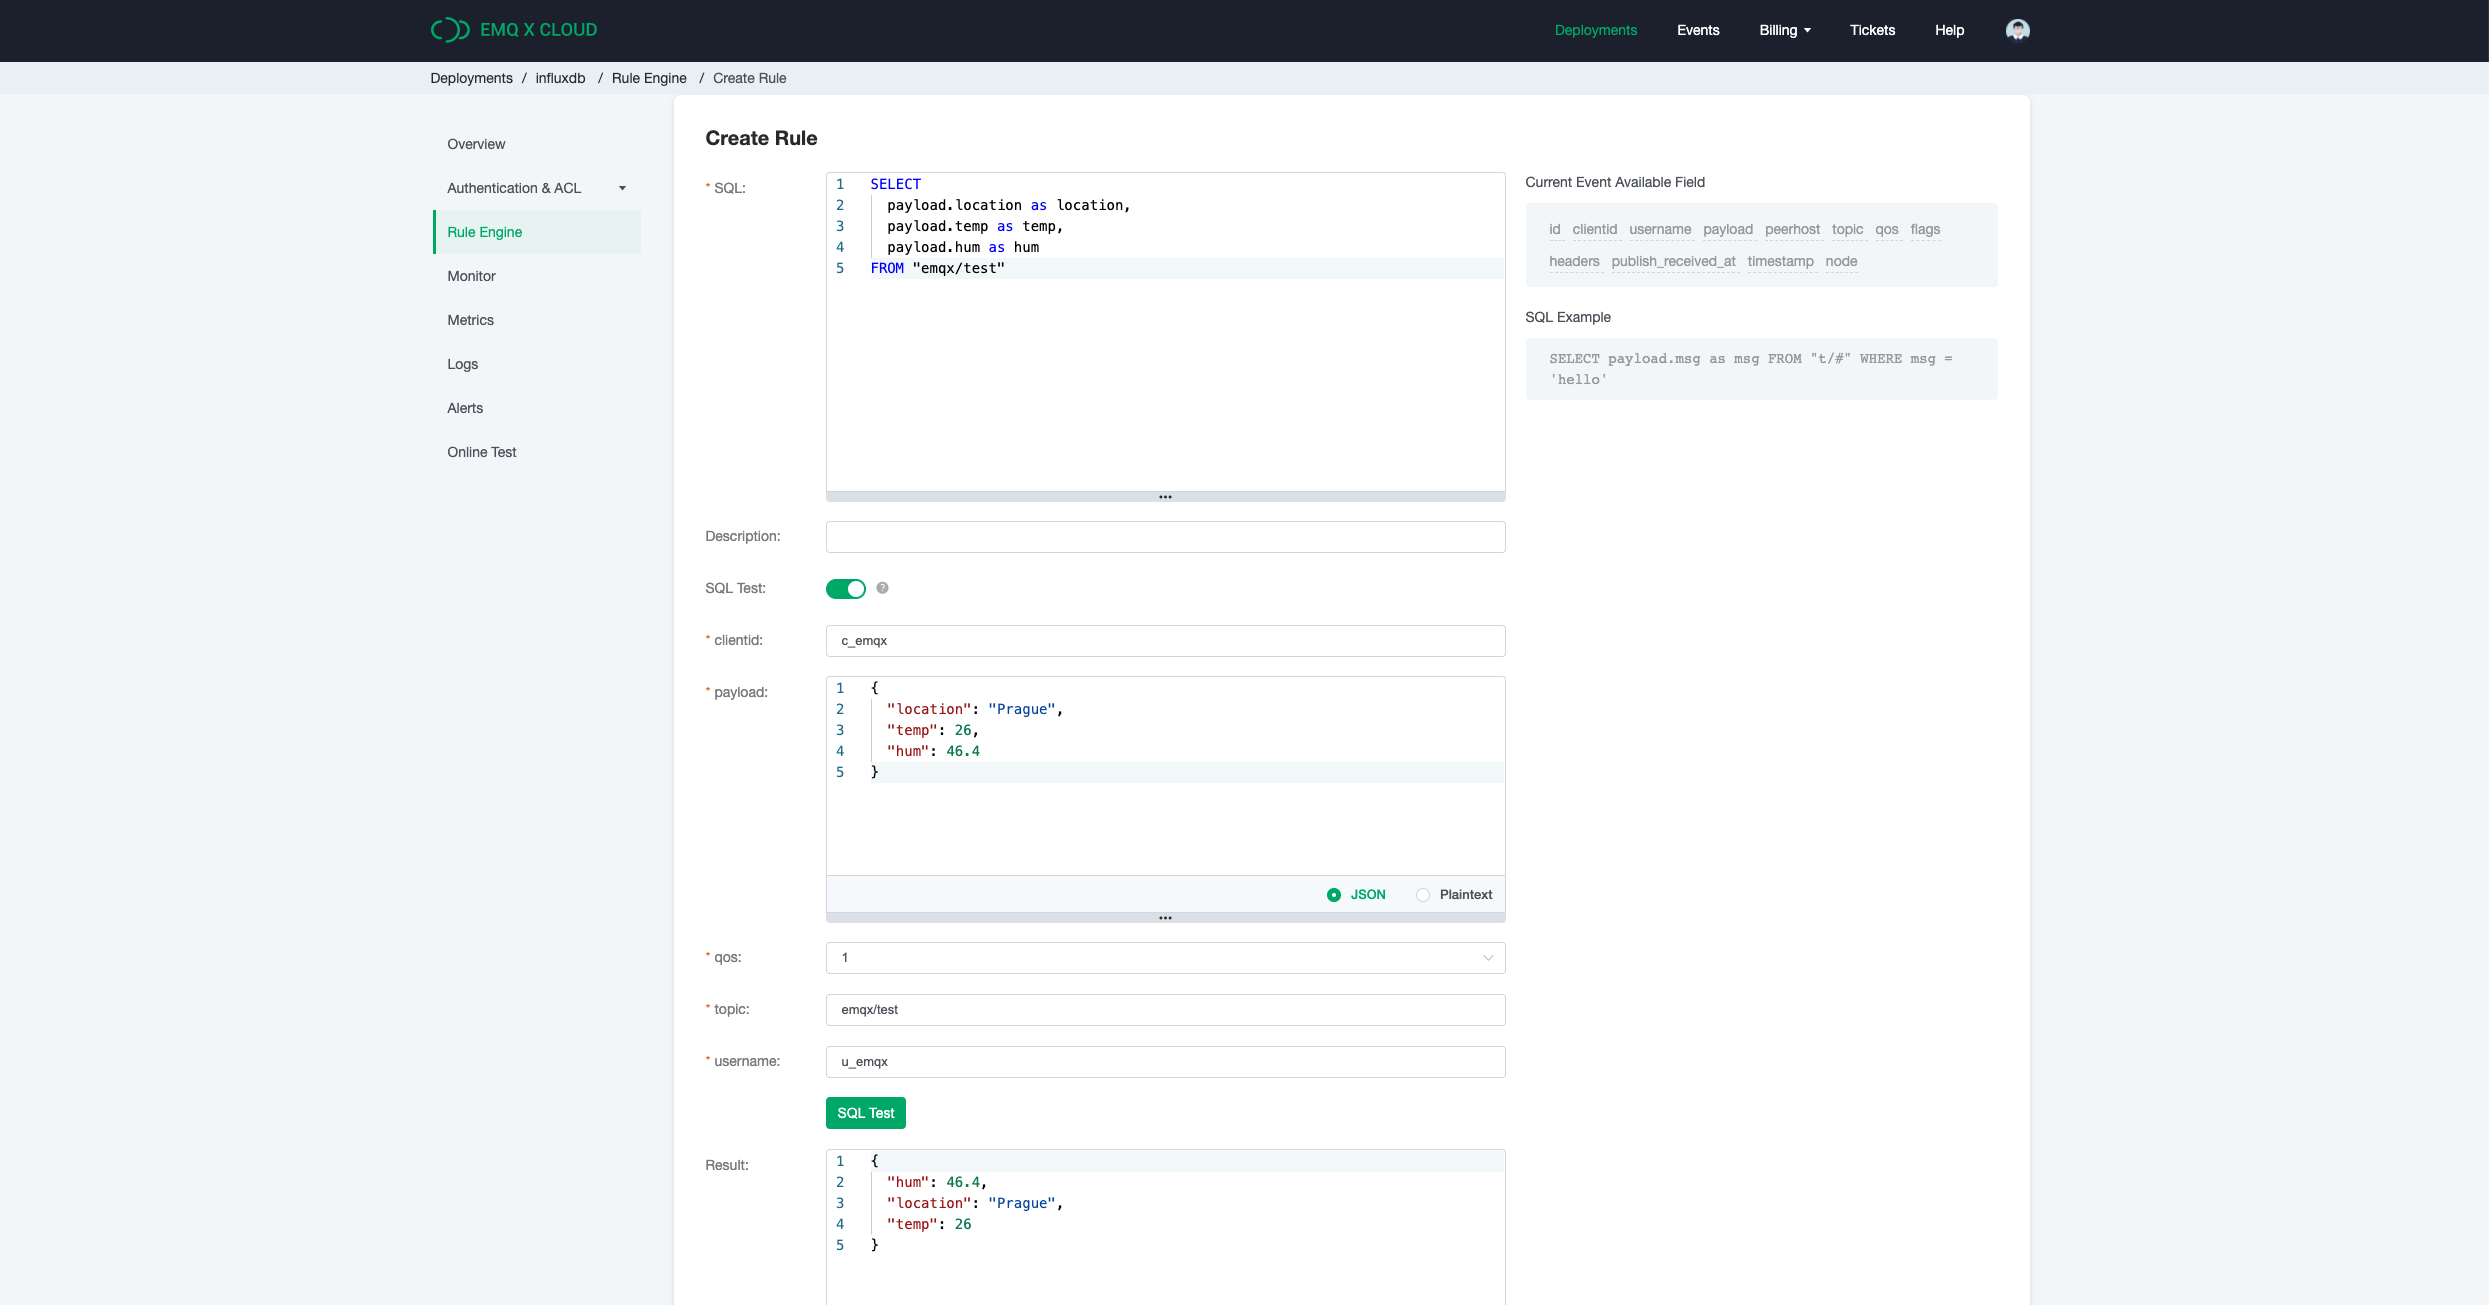 EMQ X CLOUD
Deployments Events Billing Tickets Help
Deployments / influxdb / Rule Engine / Create Rule
Overview
Authentication & ACL
Rule Engine
Monitor
Metrics
Logs
Alerts
Online Test
Create Rule
* SQL:
1 SELECT
2 payload.location as location,
3 payload.temp as temp,
4 payload.hum as hum
5 FROM "emqx/test"
Current Event Available Field
id clientid username payload peerhost topic qos flags
headers publish_received_at timestamp node
SQL Example
SELECT payload.msg as msg FROM "t/#" WHERE msg =
'hello'
Description:
SQL Test: ?
* clientid: c_emqx
* payload:
1 {
2 "location": "Prague",
3 "temp": 26,
4 "hum": 46.4
5 }
JSON Plaintext
* qos: 1
* topic: emqx/test
* username: u_emqx
SQL Test
Result:
1 {
2 "hum": 46.4,
3 "location": "Prague",
4 "temp": 26
5 }